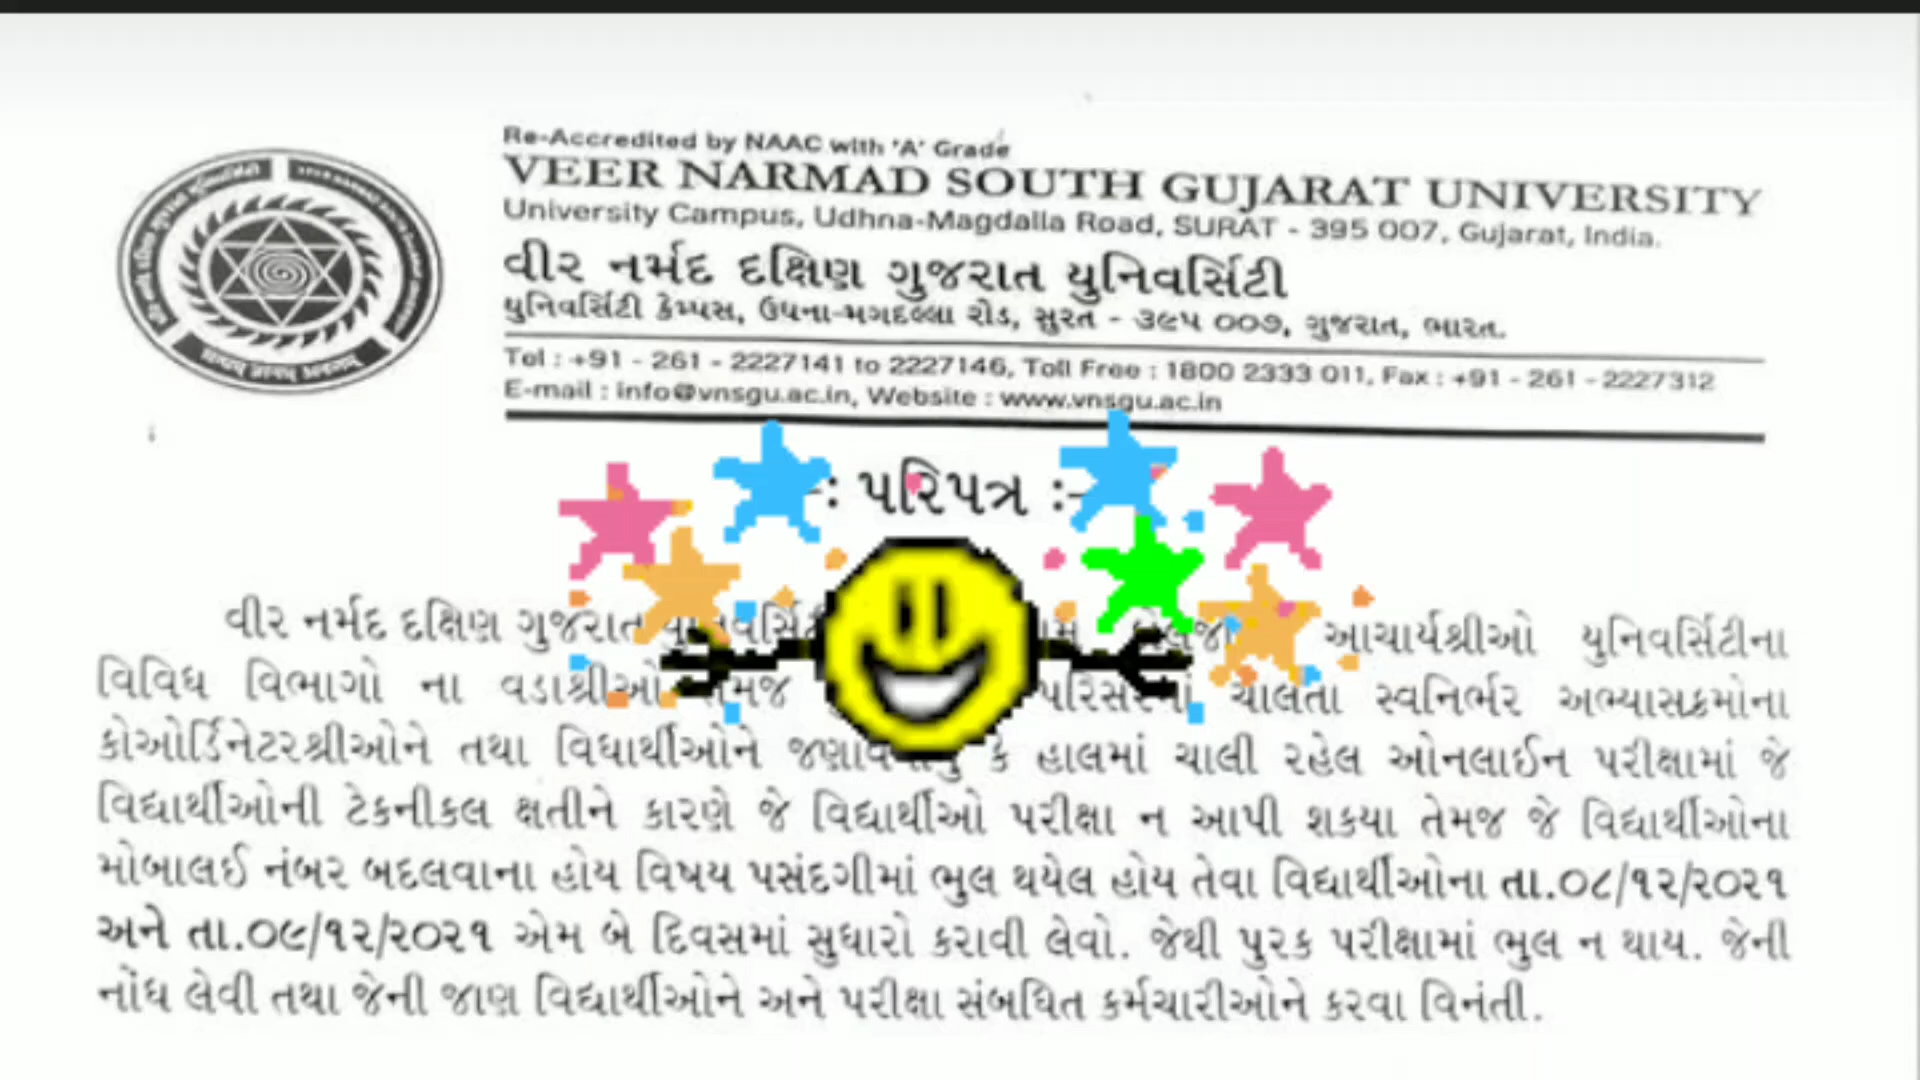 Re-Accredited by NAAC with 'A' Grade
VEER NARMAD SOUTH GUJARAT UNIVERSITY
University Campus, Udhna-Magdalla Road, SURAT - 395 007, Gujarat, India.
વીર નર્મદ દક્ષિણ ગુજરાત યુનિવર્સિટી
યુનિવર્સિટી કેમ્પસ, ઉધના-મગદલ્લા રોડ, સુરત - ૩૯૫ ૦૦૭, ગુજરાત, ભારત.
Tel : +91 - 261 - 2227141 to 2227146, Toll Free : 1800 2333 011, Fax : +91 - 261 - 2227312
E-mail : info@vnsgu.ac.in, Website : www.vnsgu.ac.in
-: પરિપત્ર :-
વીર નર્મદ દક્ષિણ ગુજરાત આચાર્યશ્રીઓ યુનિવર્સિટીના
વિવિધ વિભાગો ના વડાશ્રીઓ તેમજ પરિસરમાં ચાલતા સ્વનિર્ભર અભ્યાસક્રમોના
કોઓર્ડિનેટરશ્રીઓને તથા વિધાર્થીઓને જણાવવાનું કે હાલમાં ચાલી રહેલ ઓનલાઈન પરીક્ષામાં જે
વિદ્યાર્થીઓની ટેકનીકલ ક્ષતીને કારણે જે વિદ્યાર્થીઓ પરીક્ષા ન આપી શકયા તેમજ જે વિદ્યાર્થીઓના
મોબાલઈ નંબર બદલવાના હોય વિષય પસંદગીમાં ભુલ થયેલ હોય તેવા વિદ્યાર્થીઓના તા.૦૮/૧૨/૨૦૨૧
અને તા.૦૯/૧૨/૨૦૨૧ એમ બે દિવસમાં સુધારો કરાવી લેવો. જેથી પુરક પરીક્ષામાં ભુલ ન થાય. જેની
નોંધ લેવી તથા જેની જાણ વિદ્યાર્થીઓને અને પરીક્ષા સંબધિત કર્મચારીઓને કરવા વિનંતી.